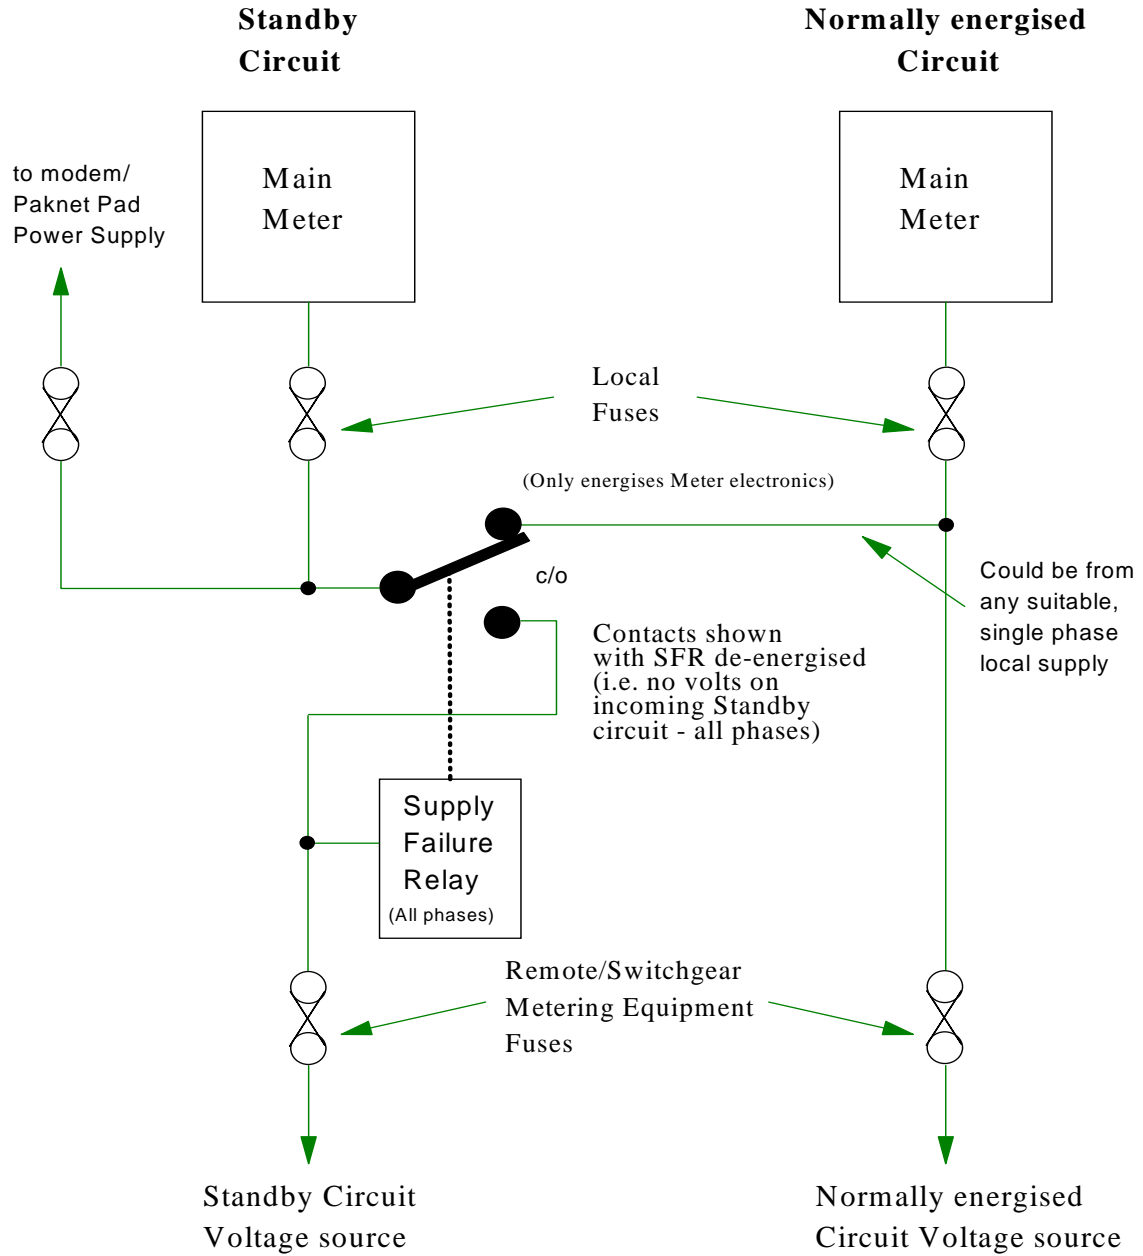 Standby
Circuit
Normally energised
Circuit
to modem/
Paknet Pad
Power Supply
Main
Meter
Main
Meter
Local
Fuses
(Only energises Meter electronics)
c/o
Could be from
any suitable,
single phase
local supply
Contacts shown
with SFR de-energised
(i.e. no volts on
incoming Standby
circuit - all phases)
Supply
Failure
Relay
(All phases)
Remote/Switchgear
Metering Equipment
Fuses
Standby Circuit
Voltage source
Normally energised
Circuit Voltage source